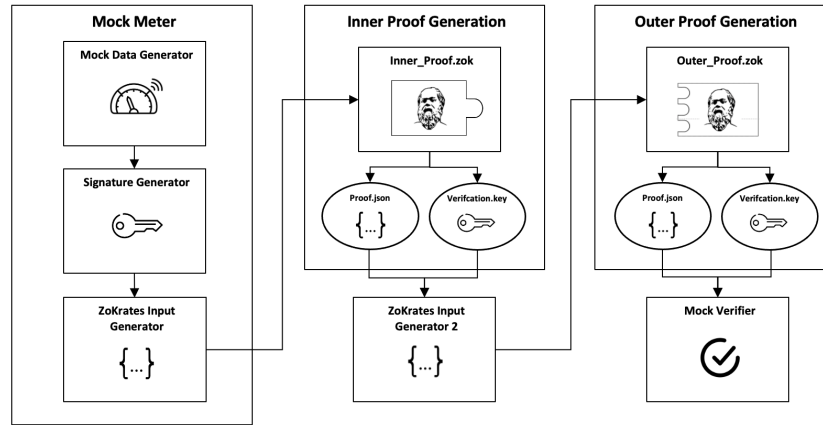 Mock Meter
Mock Data Generator
Signature Generator
ZoKrates Input
Generator
{...}
Inner Proof Generation
Inner_Proof.zok
Proof.json
{...}
Verifcation.key
ZoKrates Input
Generator 2
{...}
Outer Proof Generation
Outer_Proof.zok
Proof.json
{...}
Verifcation.key
Mock Verifier